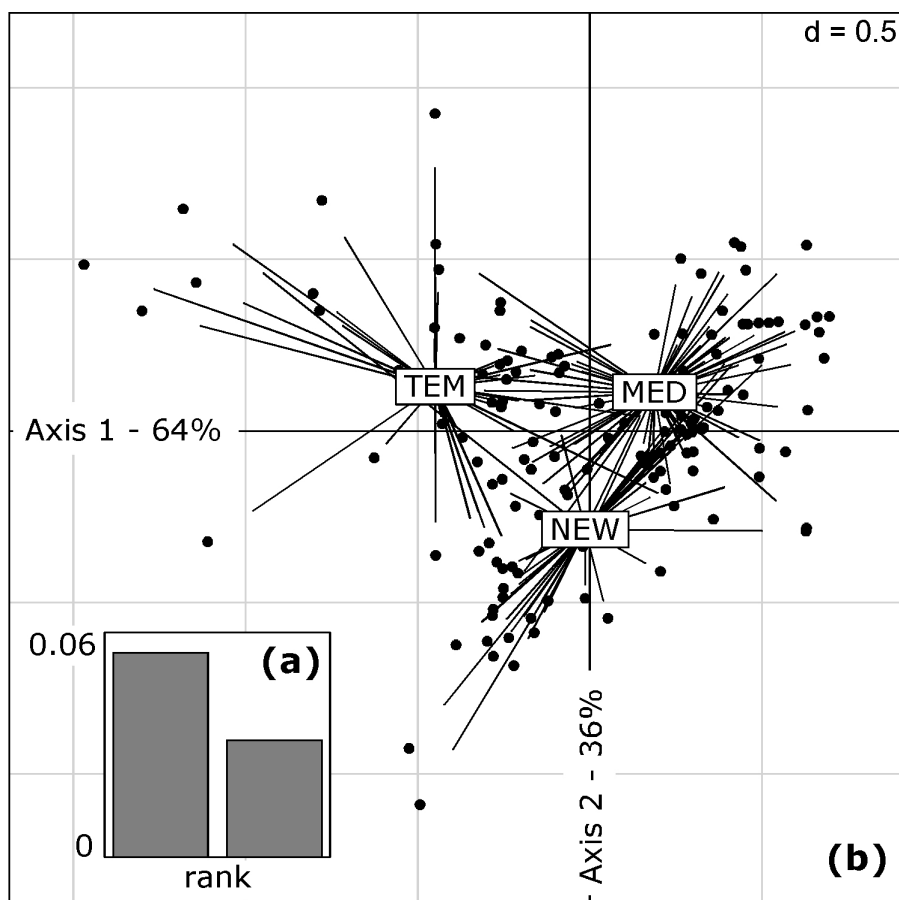 d = 0.5
TEM
MED
Axis 1 - 64%
NEW
0.06
(a)
0
rank
Axis 2 - 36%
(b)